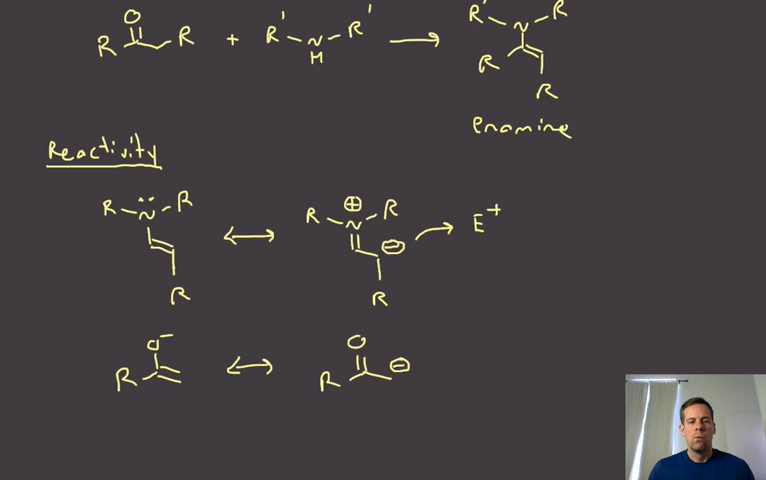 O
R R + R' N R' → R' N R
H R
R
enamine
Reactivity
R N R ↔ R N⊕ R ⊖ → E+
R R
O− ↔ O
R R ⊖